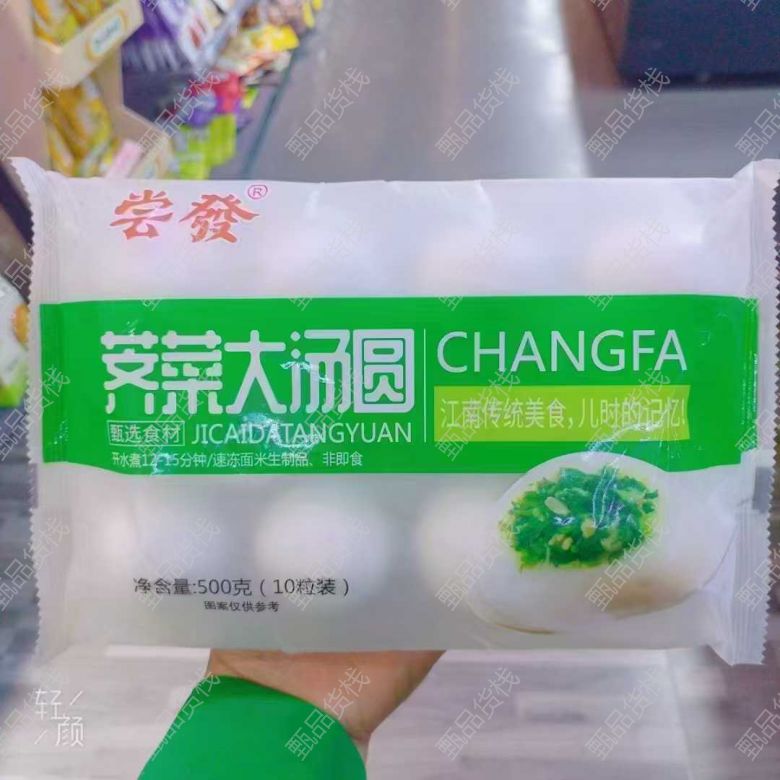 尝發®
荠菜大汤圆
CHANGFA
甄选食材 JICAIDATANGYUAN
江南传统美食,儿时的记忆!
开水煮12-15分钟/速冻面米生制品、非即食
净含量:500克（10粒装）
图案仅供参考
轻颜
甄品货栈